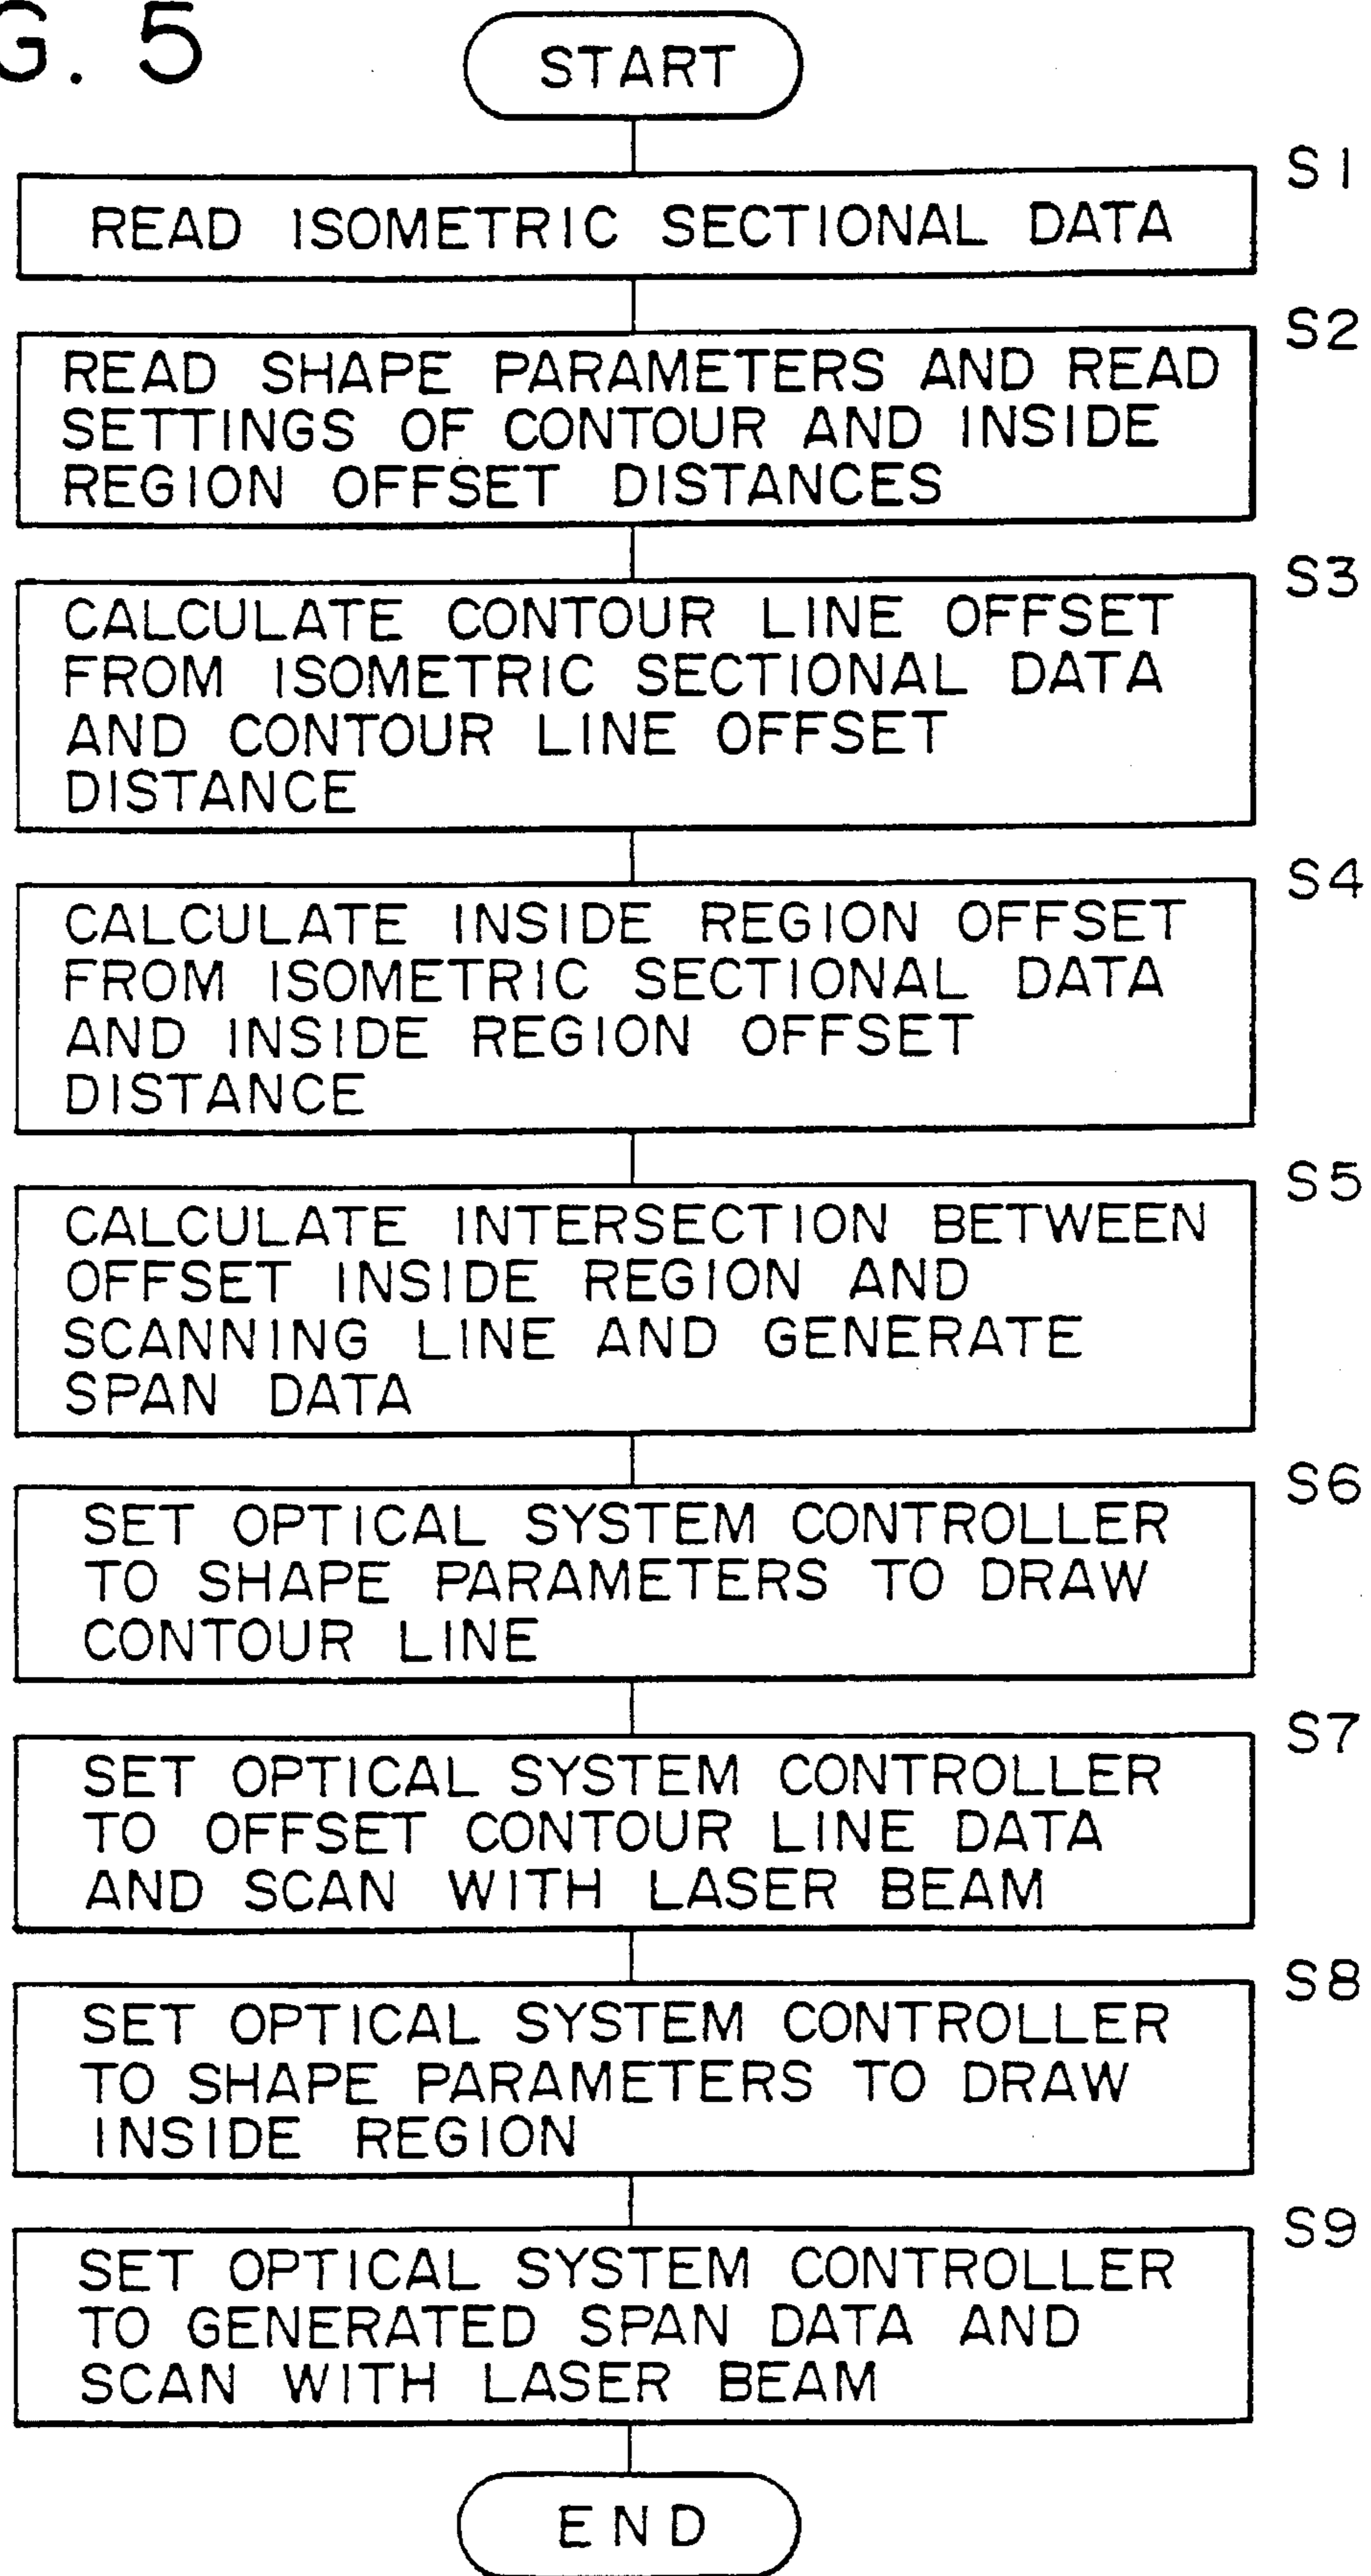 G. 5
START
S1
READ ISOMETRIC SECTIONAL DATA
S2
READ SHAPE PARAMETERS AND READ
SETTINGS OF CONTOUR AND INSIDE
REGION OFFSET DISTANCES
S3
CALCULATE CONTOUR LINE OFFSET
FROM ISOMETRIC SECTIONAL DATA
AND CONTOUR LINE OFFSET
DISTANCE
S4
CALCULATE INSIDE REGION OFFSET
FROM ISOMETRIC SECTIONAL DATA
AND INSIDE REGION OFFSET
DISTANCE
S5
CALCULATE INTERSECTION BETWEEN
OFFSET INSIDE REGION AND
SCANNING LINE AND GENERATE
SPAN DATA
S6
SET OPTICAL SYSTEM CONTROLLER
TO SHAPE PARAMETERS TO DRAW
CONTOUR LINE
S7
SET OPTICAL SYSTEM CONTROLLER
TO OFFSET CONTOUR LINE DATA
AND SCAN WITH LASER BEAM
S8
SET OPTICAL SYSTEM CONTROLLER
TO SHAPE PARAMETERS TO DRAW
INSIDE REGION
S9
SET OPTICAL SYSTEM CONTROLLER
TO GENERATED SPAN DATA AND
SCAN WITH LASER BEAM
END